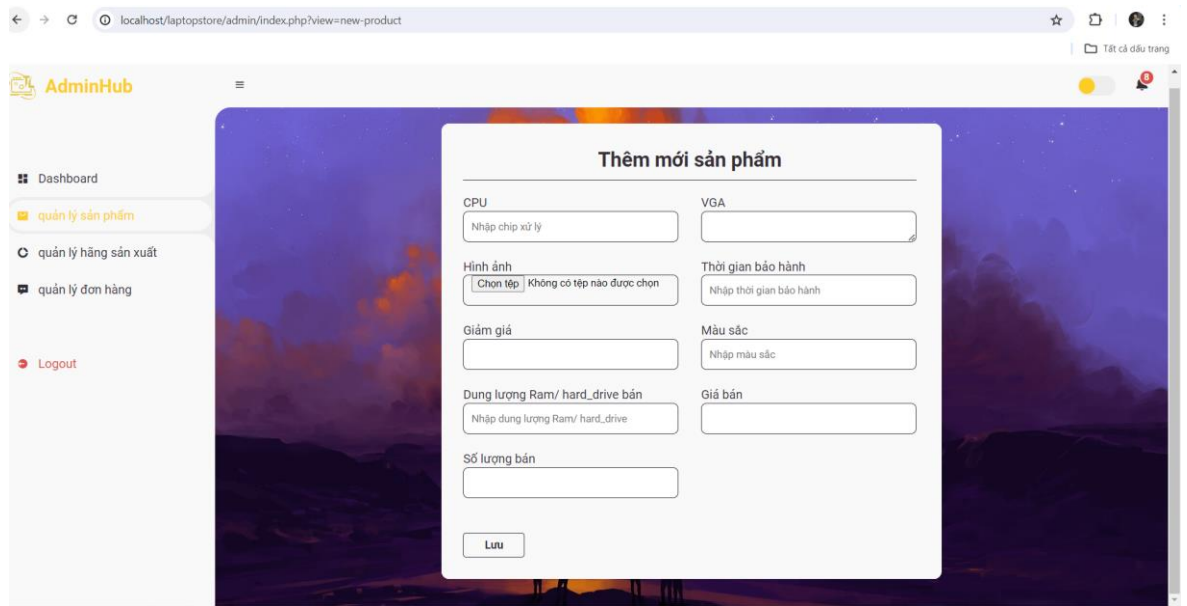 localhost/laptopstore/admin/index.php?view=new-product
Tất cả dấu trang
AdminHub
8
Dashboard
quản lý sản phẩm
quản lý hãng sản xuất
quản lý đơn hàng
Logout
Thêm mới sản phẩm
CPU
VGA
Nhập chip xử lý
Hình ảnh
Thời gian bảo hành
Chọn tệp Không có tệp nào được chọn
Nhập thời gian bảo hành
Giảm giá
Màu sắc
Nhập màu sắc
Dung lượng Ram/ hard_drive bán
Giá bán
Nhập dung lượng Ram/ hard_drive
Số lượng bán
Lưu